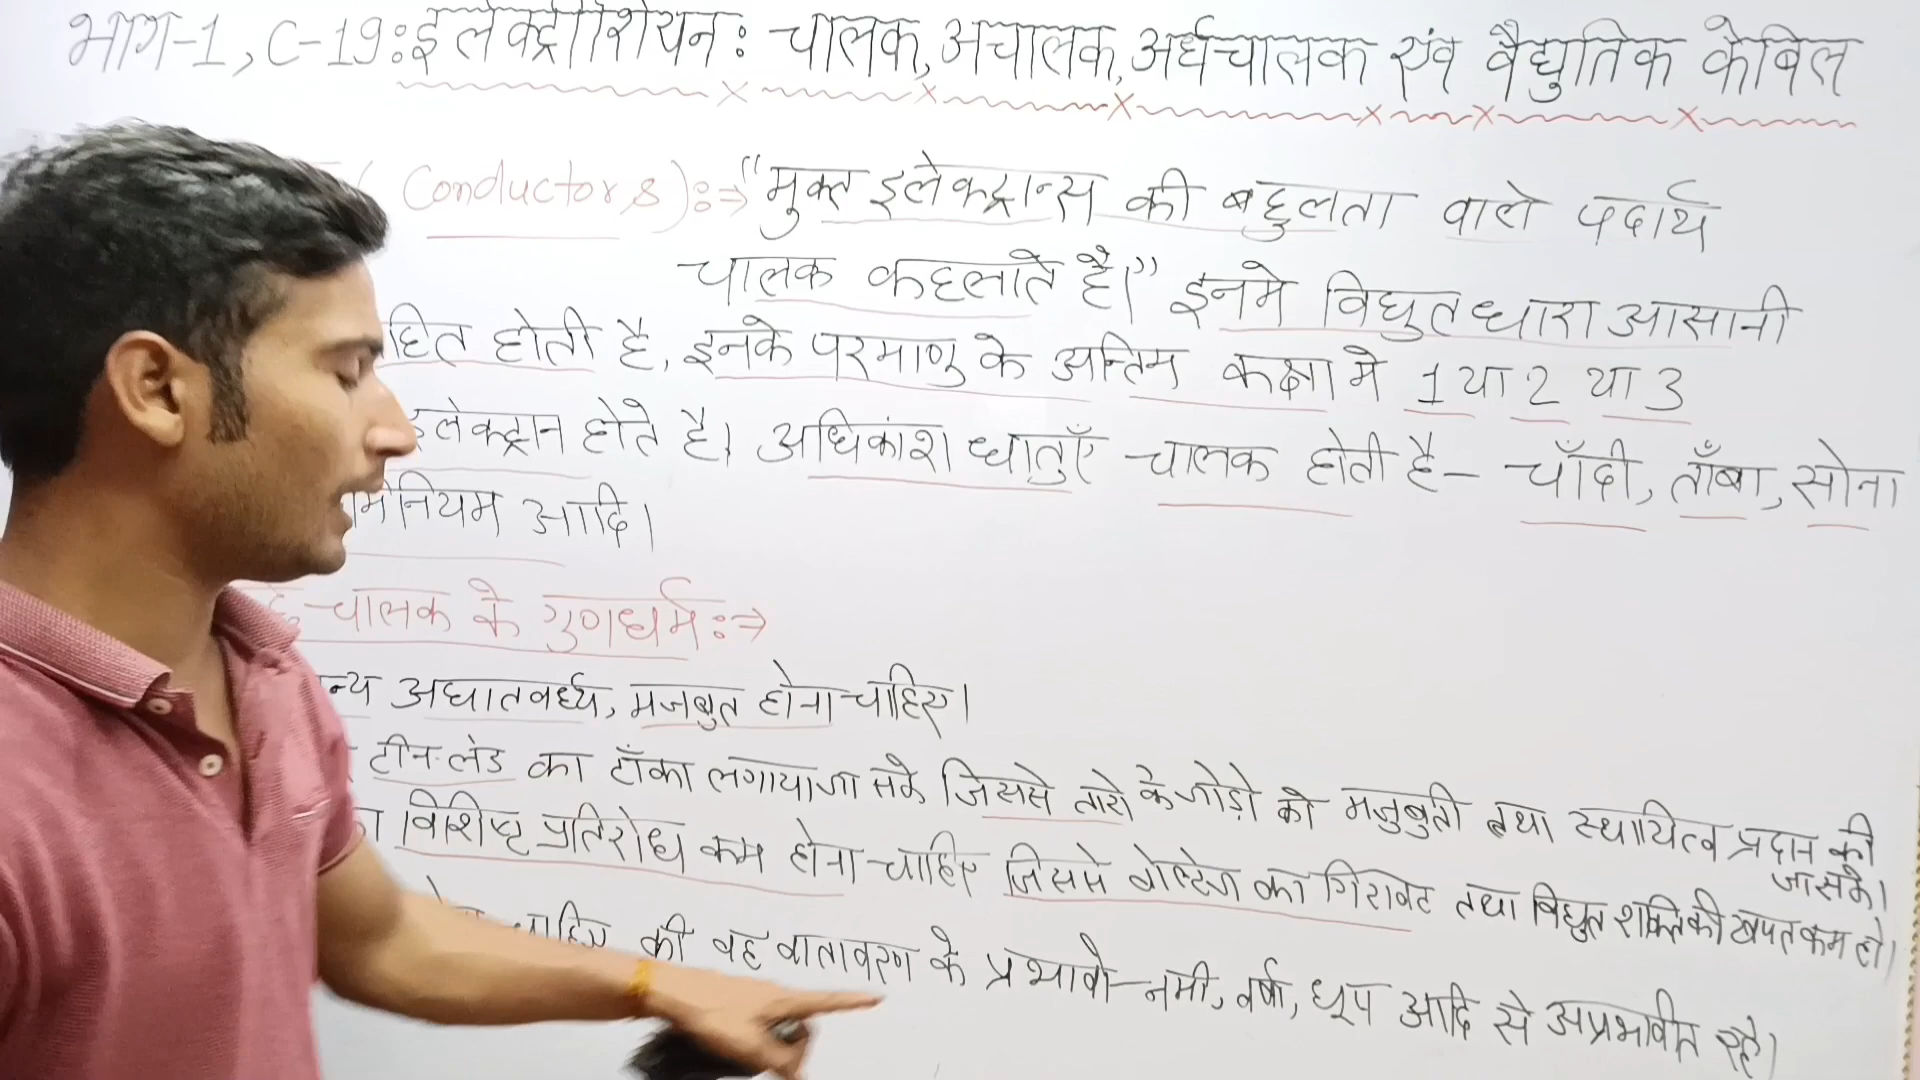 भाग-1, C-19: इलेक्ट्रीशियन: चालक, अचालक, अर्धचालक एंव वैद्युतिक केबिल
(Conductors):⇒ "मुक्त इलेकट्रान्स की बहुलता वाले पदार्थ
चालक कहलाते है।" इनमे विद्युतधारा आसानी
हित होती है, इनके परमाणु के अन्तिम कक्षा मे 1 या 2 या 3
इलेक्ट्रान होते है। अधिकांश धातुएँ चालक होती है- चाँदी, ताँबा, सोना
मिनियम आदि।
चालक के गुणधर्म:⇒
न्य अघातवर्ध्य, मजबुत होना चाहिए।
टीन-लेड का टाँका लगाया जा सके जिससे तारो के जोड़ो को मजुबुती तथा स्थायित्व प्रदान की
जा सके।
विशिष्ट प्रतिरोध कम होना चाहिए जिससे वोल्टेज का गिरावट तथा विद्युत शक्ति की खपत कम हो।
चाहिए की वह वातावरण के प्रभावो-नमी, वर्षा, धूप आदि से अप्रभावीत रहे।